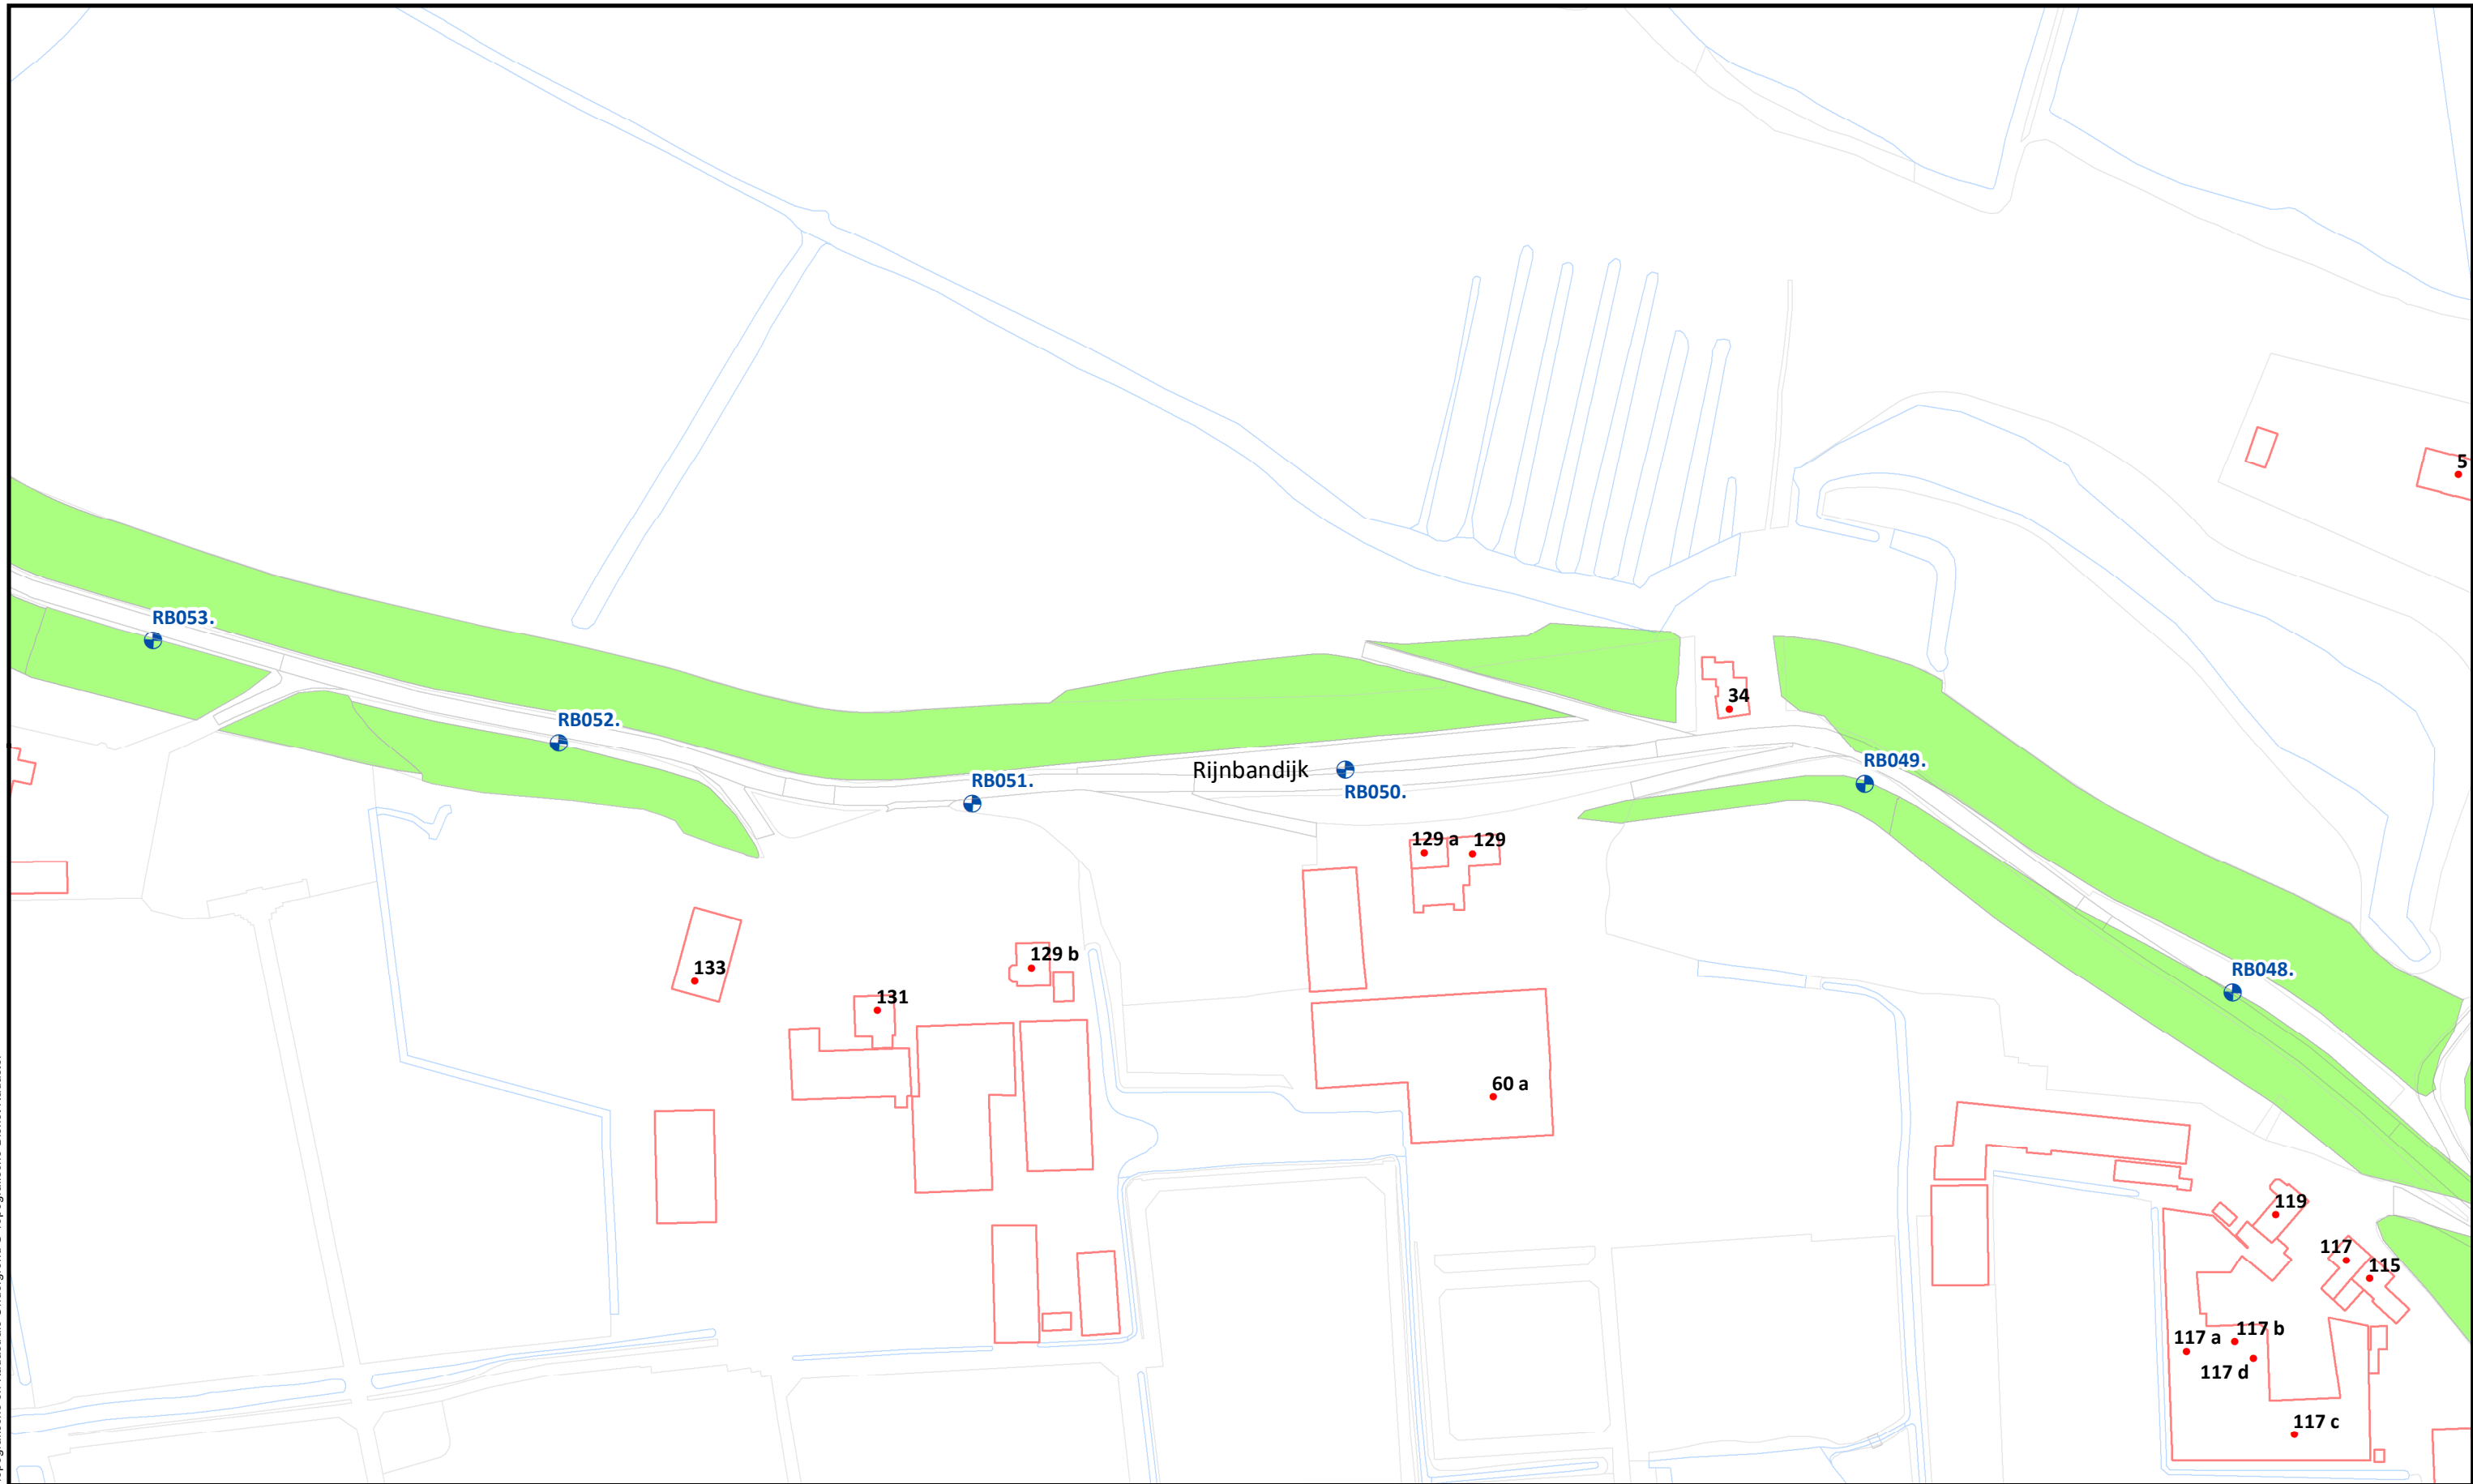 5
RB053.
34
RB052.
RB049.
Rijnbandijk
RB051.
RB050.
129 a
129
129 b
133
RB048.
131
60 a
119
117
115
117 a
117 b
117 d
117 c